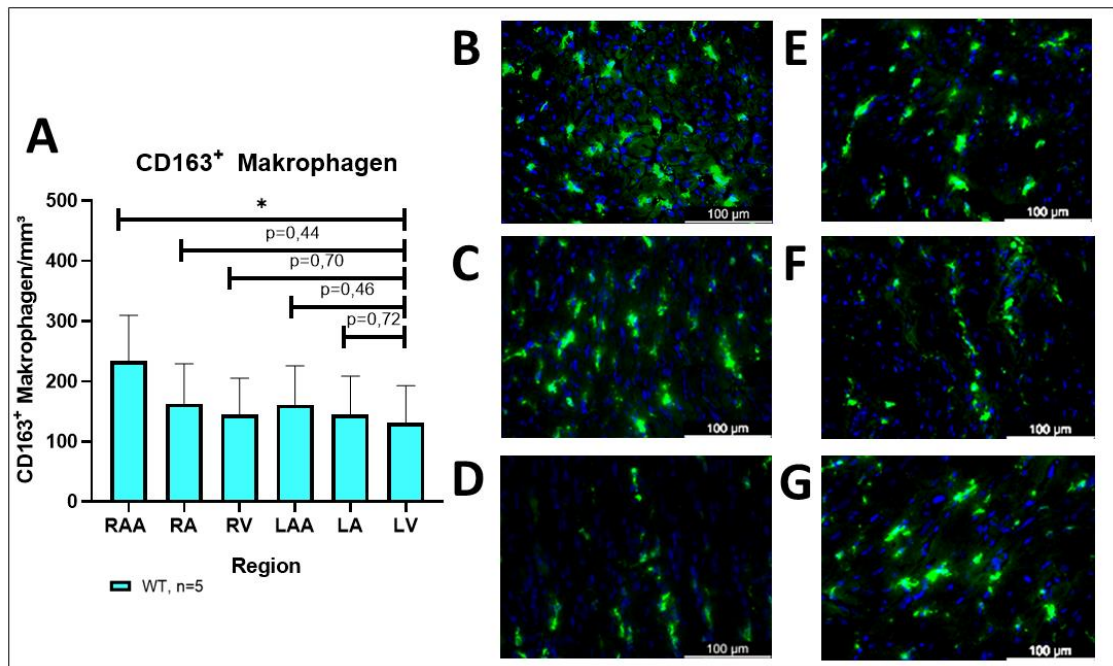 A
CD163⁺ Makrophagen
CD163⁺ Makrophagen/mm³
500
400
300
200
100
0
*
p=0,44
p=0,70
p=0,46
p=0,72
RAA RA RV LAA LA LV
Region
WT, n=5
B
100 µm
C
100 µm
D
100 µm
E
100 µm
F
100 µm
G
100 µm